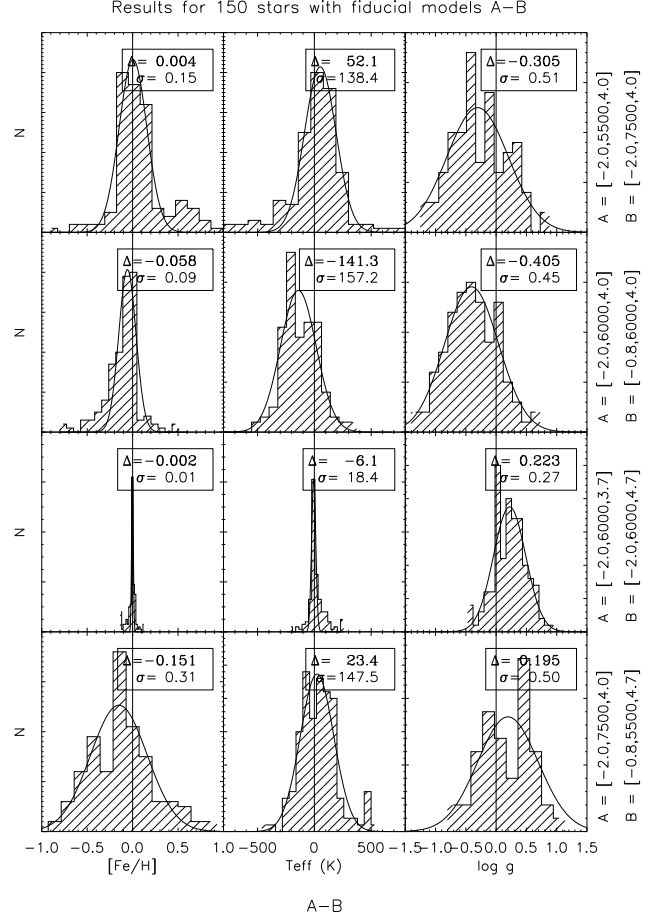 Results for 150 stars with fiducial models A-B
N
Δ= 0.004
σ= 0.15
Δ= 52.1
σ=138.4
Δ=-0.305
σ= 0.51
A = [-2.0,5500,4.0]
B = [-2.0,7500,4.0]
N
Δ=-0.058
σ= 0.09
Δ=-141.3
σ=157.2
Δ=-0.405
σ= 0.45
A = [-2.0,6000,4.0]
B = [-0.8,6000,4.0]
N
Δ=-0.002
σ= 0.01
Δ= -6.1
σ= 18.4
Δ= 0.223
σ= 0.27
A = [-2.0,6000,3.7]
B = [-2.0,6000,4.7]
N
Δ=-0.151
σ= 0.31
Δ= 23.4
σ=147.5
Δ= 0.195
σ= 0.50
A = [-2.0,7500,4.0]
B = [-0.8,5500,4.7]
-1.0 -0.5 0.0 0.5 -500 0 500 -1.5 -1.0 -0.5 0.0 0.5 1.0 1.5
[Fe/H] Teff (K) log g
A-B